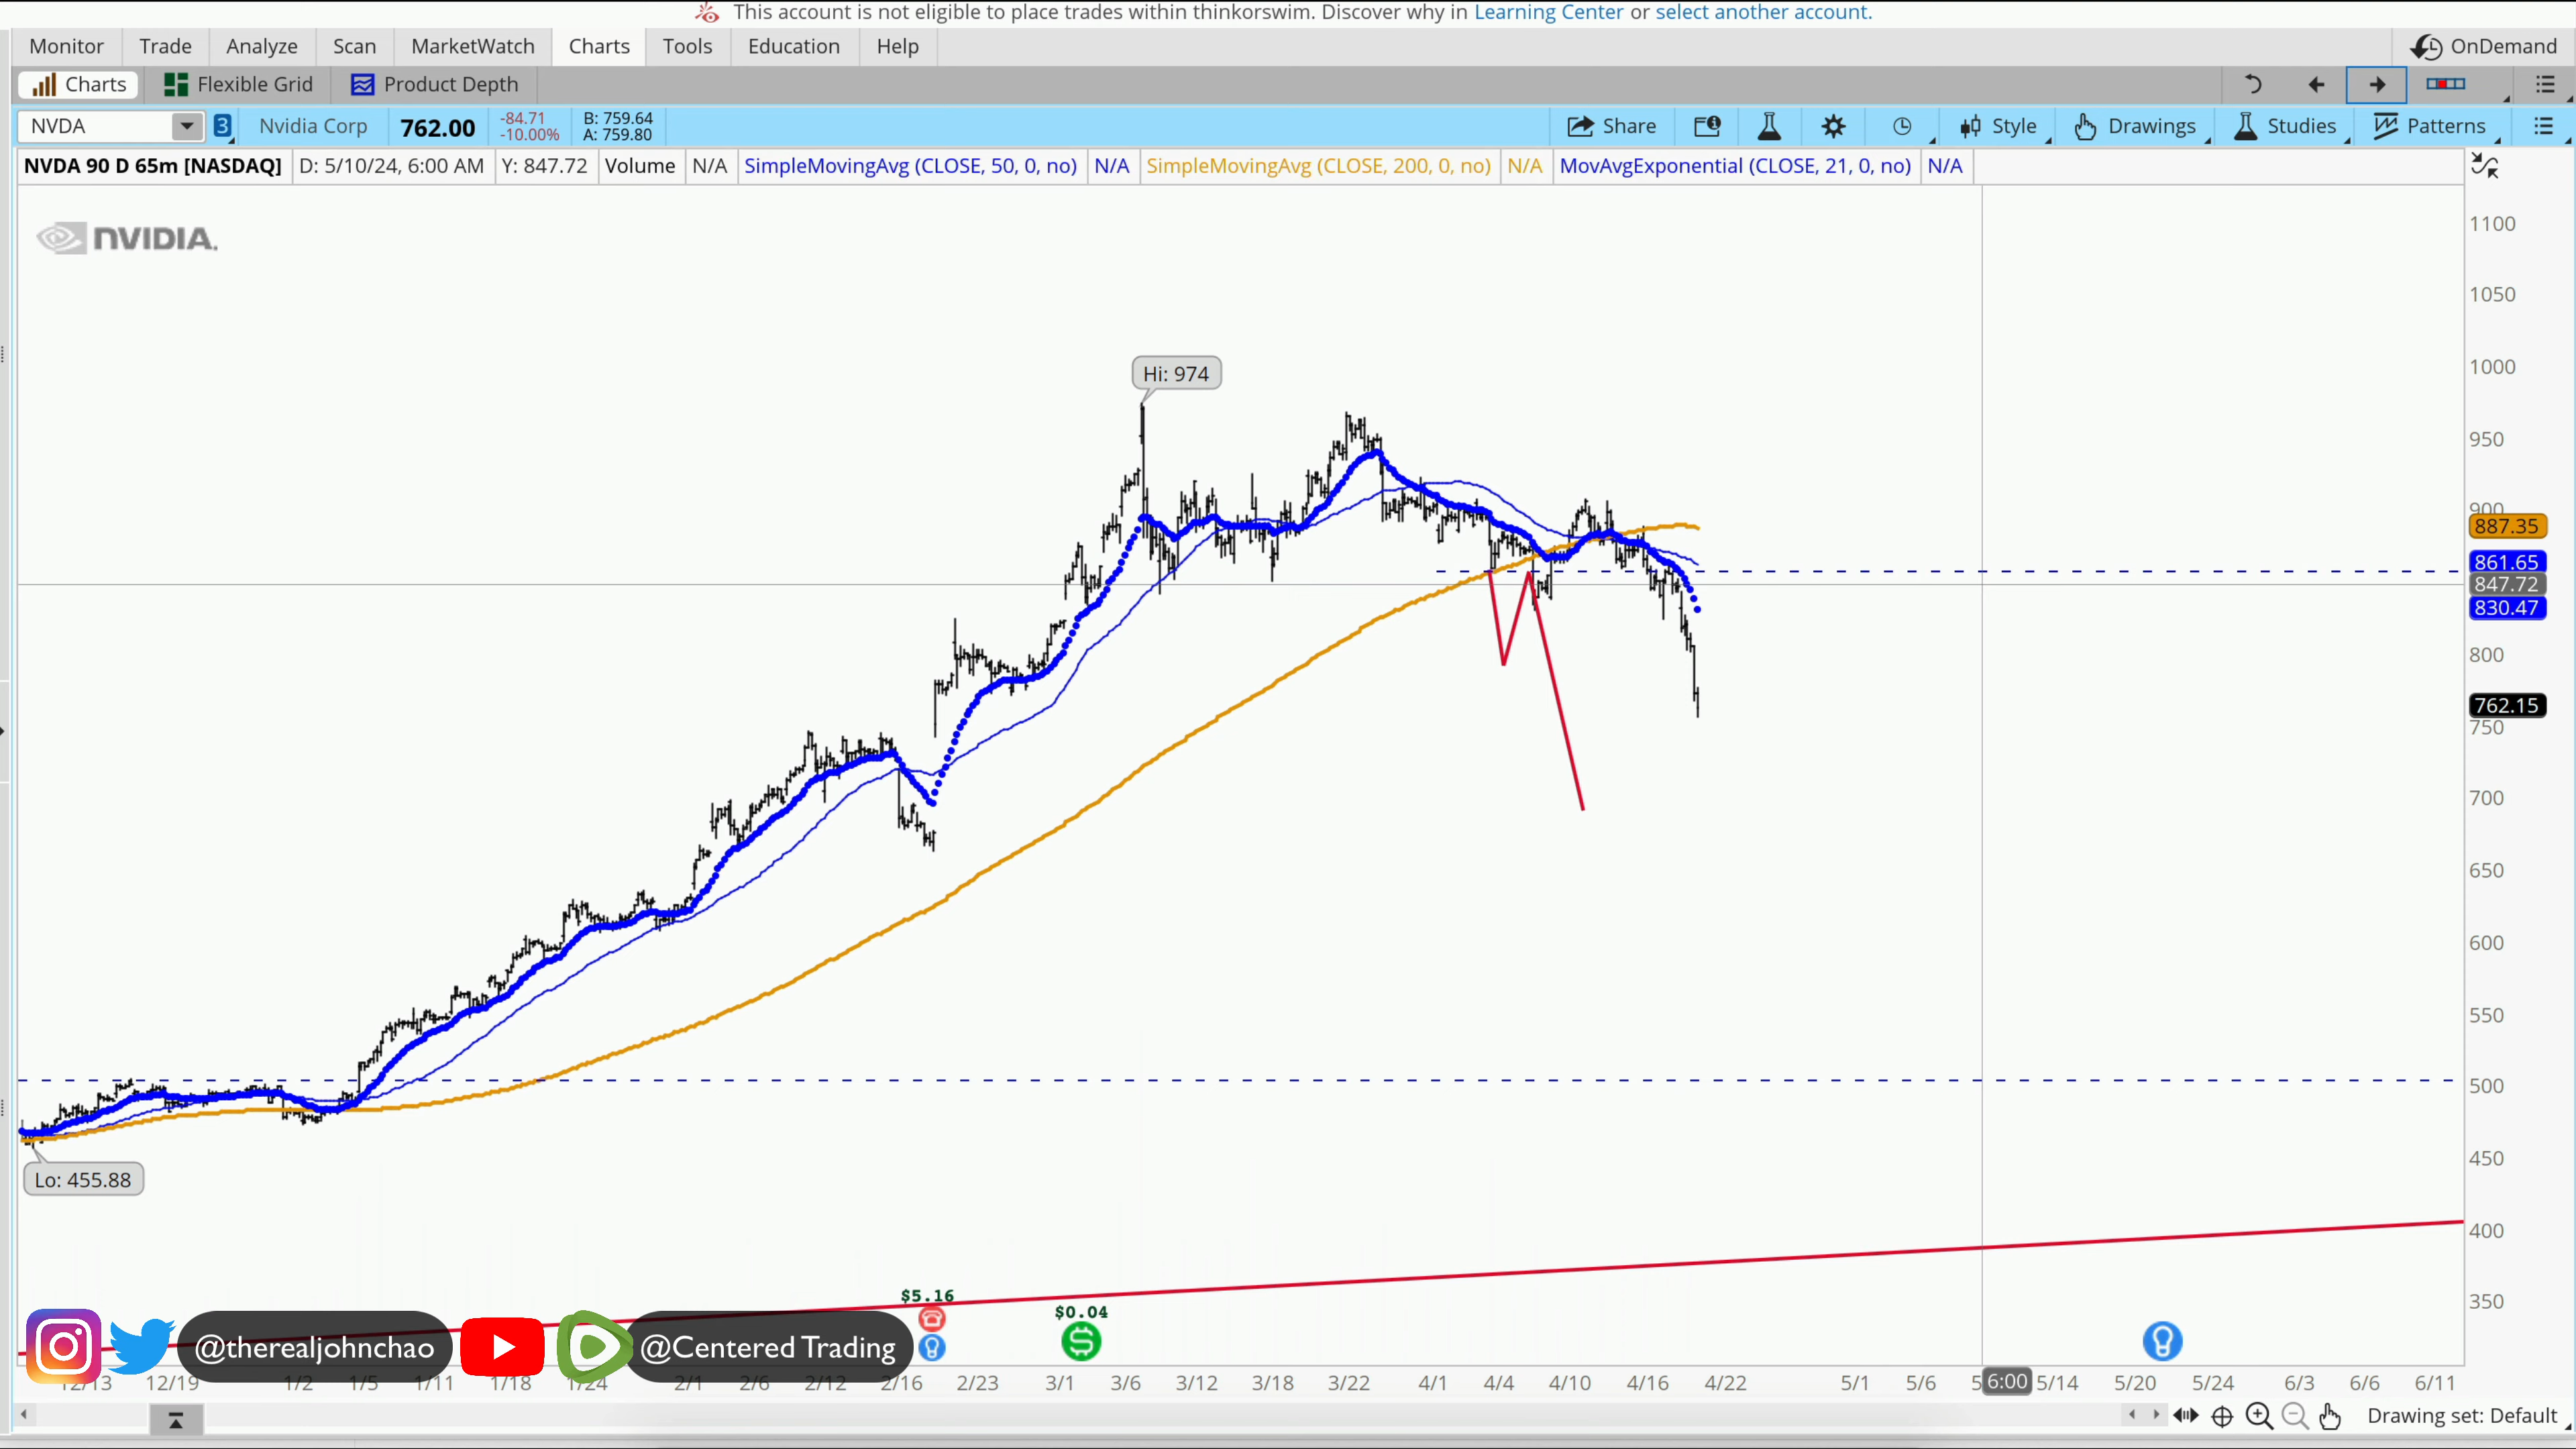 This account is not eligible to place trades within thinkorswim. Discover why in Learning Center or select another account.
Monitor Trade Analyze Scan MarketWatch Charts Tools Education Help OnDemand
Charts Flexible Grid Product Depth
NVDA 3 Nvidia Corp 762.00 -84.71 B: 759.64 Share Style Drawings Studies Patterns
-10.00% A: 759.80
NVDA 90 D 65m [NASDAQ] D: 5/10/24, 6:00 AM Y: 847.72 Volume N/A SimpleMovingAvg (CLOSE, 50, 0, no) N/A SimpleMovingAvg (CLOSE, 200, 0, no) N/A MovAvgExponential (CLOSE, 21, 0, no) N/A
NVIDIA.
1100
1050
1000
Hi: 974
950
900
887.35
861.65
847.72
830.47
800
762.15
750
700
650
600
550
500
450
Lo: 455.88
400
$5.16
350
$0.04
@therealjohnchao @Centered Trading
12/13 12/19 1/2 1/5 1/11 1/18 1/24 2/1 2/6 2/12 2/16 2/23 3/1 3/6 3/12 3/18 3/22 4/1 4/4 4/10 4/16 4/22 5/1 5/6 6:00 5/14 5/20 5/24 6/3 6/6 6/11
Drawing set: Default